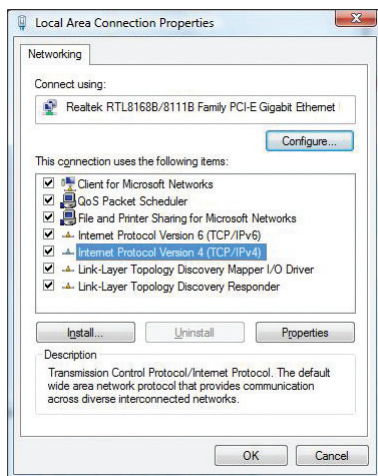 Local Area Connection Properties
Networking
Connect using:
Realtek RTL8168B/8111B Family PCI-E Gigabit Ethernet
Configure...
This connection uses the following items:
Client for Microsoft Networks
QoS Packet Scheduler
File and Printer Sharing for Microsoft Networks
Internet Protocol Version 6 (TCP/IPv6)
Internet Protocol Version 4 (TCP/IPv4)
Link-Layer Topology Discovery Mapper I/O Driver
Link-Layer Topology Discovery Responder
Install... Uninstall Properties
Description
Transmission Control Protocol/Internet Protocol. The default
wide area network protocol that provides communication
across diverse interconnected networks.
OK Cancel